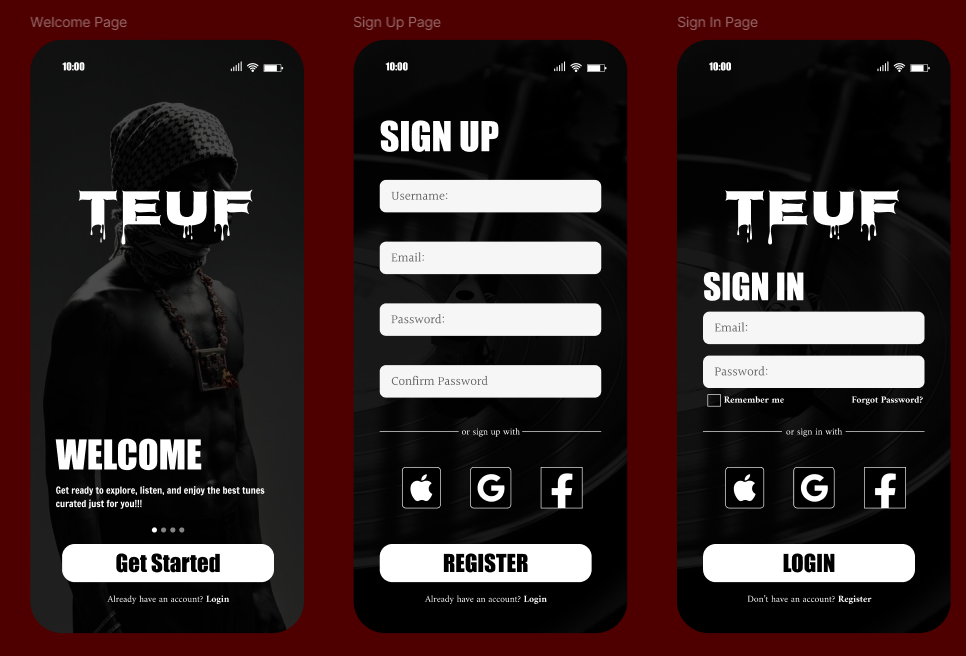 Welcome Page
10:00
TEUF
WELCOME
Get ready to explore, listen, and enjoy the best tunes
curated just for you!!!
Get Started
Already have an account? Login
Sign Up Page
10:00
SIGN UP
Username:
Email:
Password:
Confirm Password
or sign up with
G
f
REGISTER
Already have an account? Login
Sign In Page
10:00
TEUF
SIGN IN
Email:
Password:
Remember me Forgot Password?
or sign in with
G
f
LOGIN
Don't have an account? Register